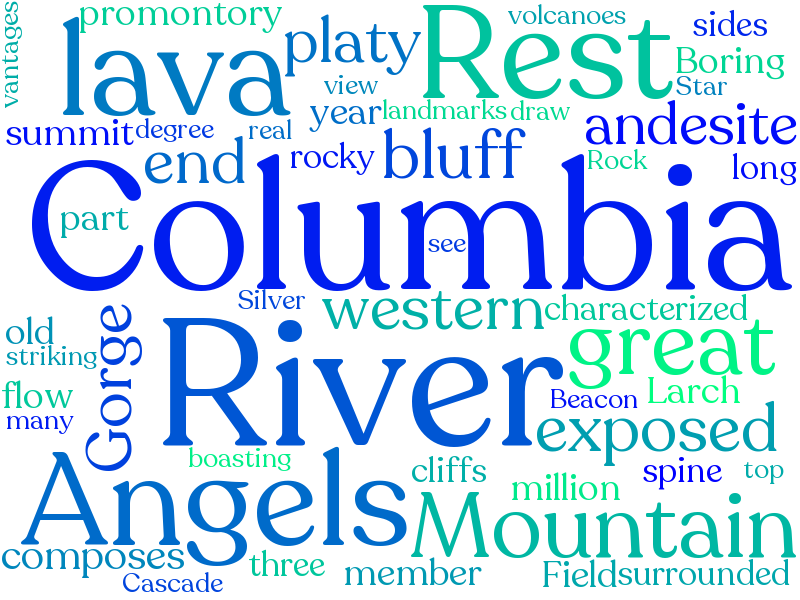 vantages
promontory
lava
platy
Rest
volcanoes
sides
Boring
view
Star
year
landmarks
draw
andesite
summit
degree
real
end
rocky
bluff
Rock
long
Columbia
part
see
Silver
western
characterized
old
striking
Gorge
River
great
flow
many
Beacon
Larch
exposed
boasting
Angels
cliffs
spine
top
million
Mountain
composes
three
member
Field
surrounded
Cascade